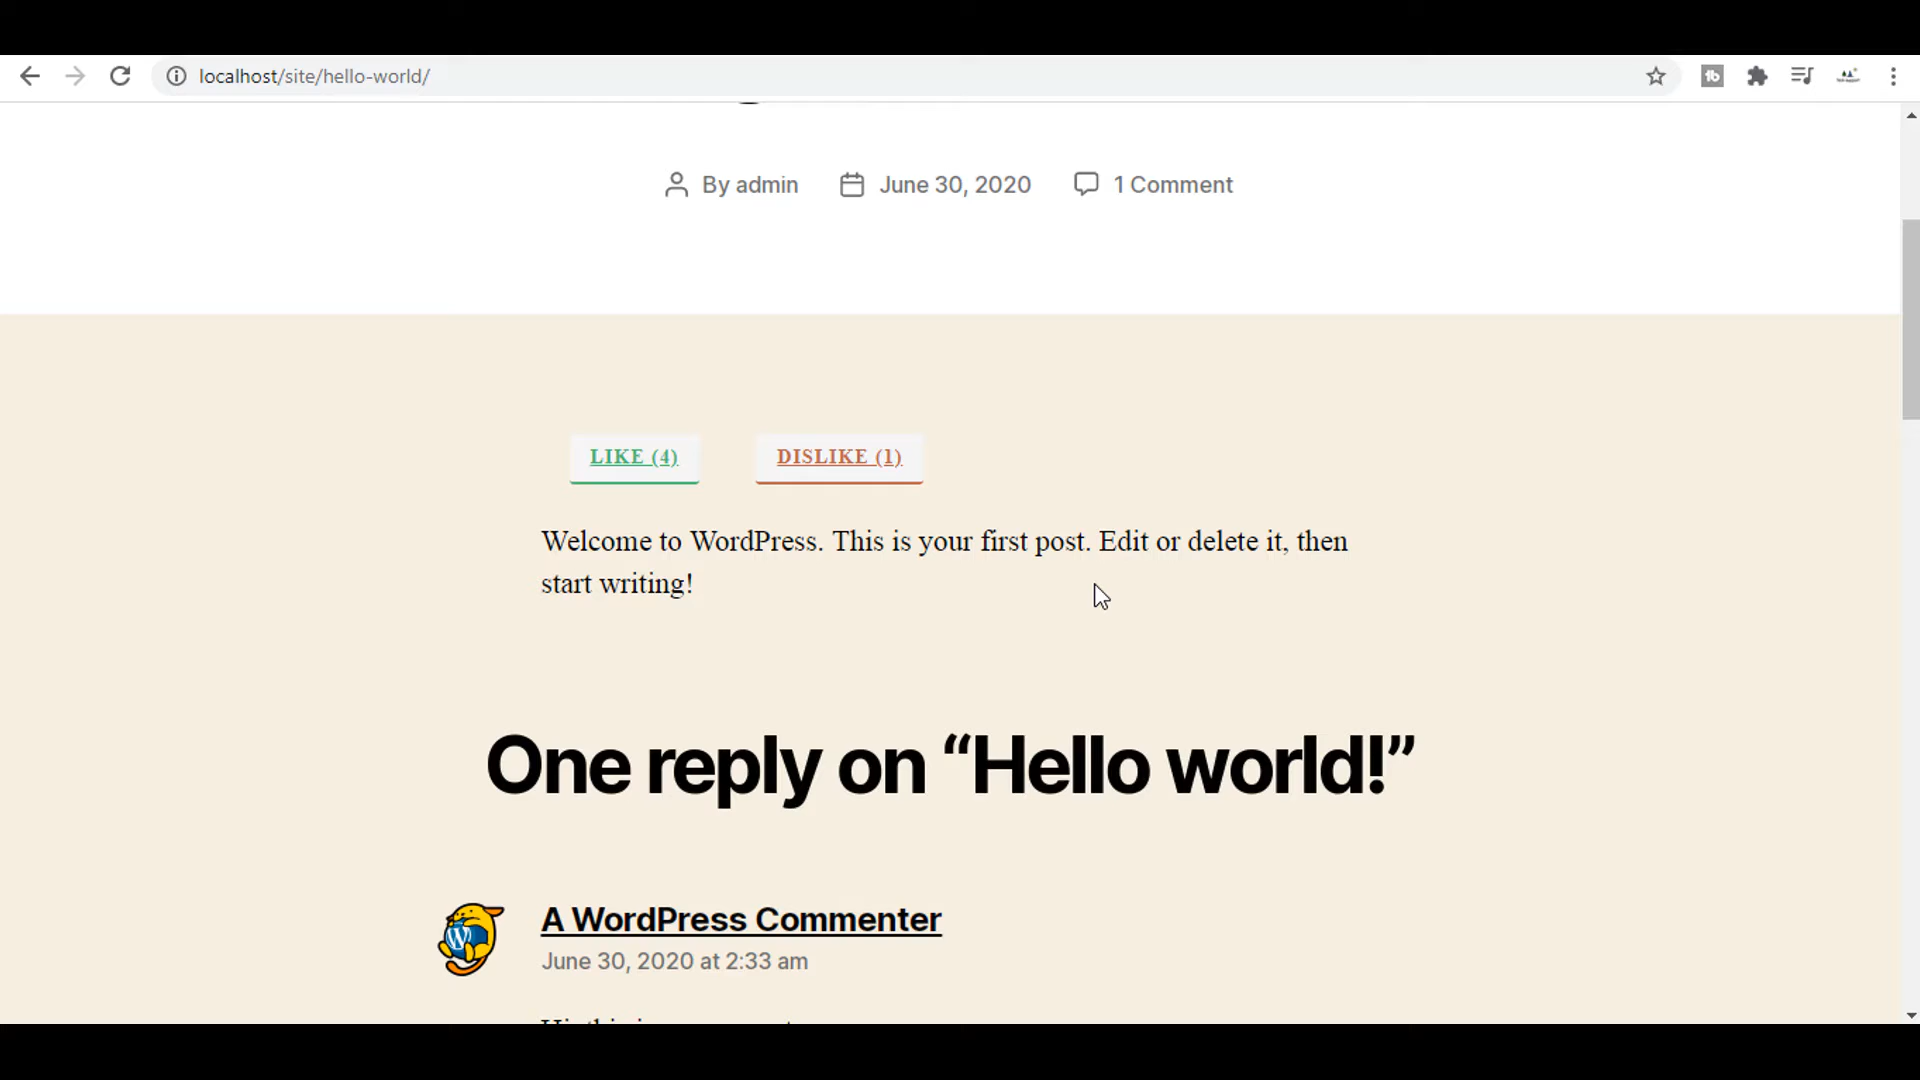 localhost/site/hello-world/
By admin June 30, 2020 1 Comment
LIKE (4) DISLIKE (1)
Welcome to WordPress. This is your first post. Edit or delete it, then
start writing!
One reply on “Hello world!”
A WordPress Commenter
June 30, 2020 at 2:33 am